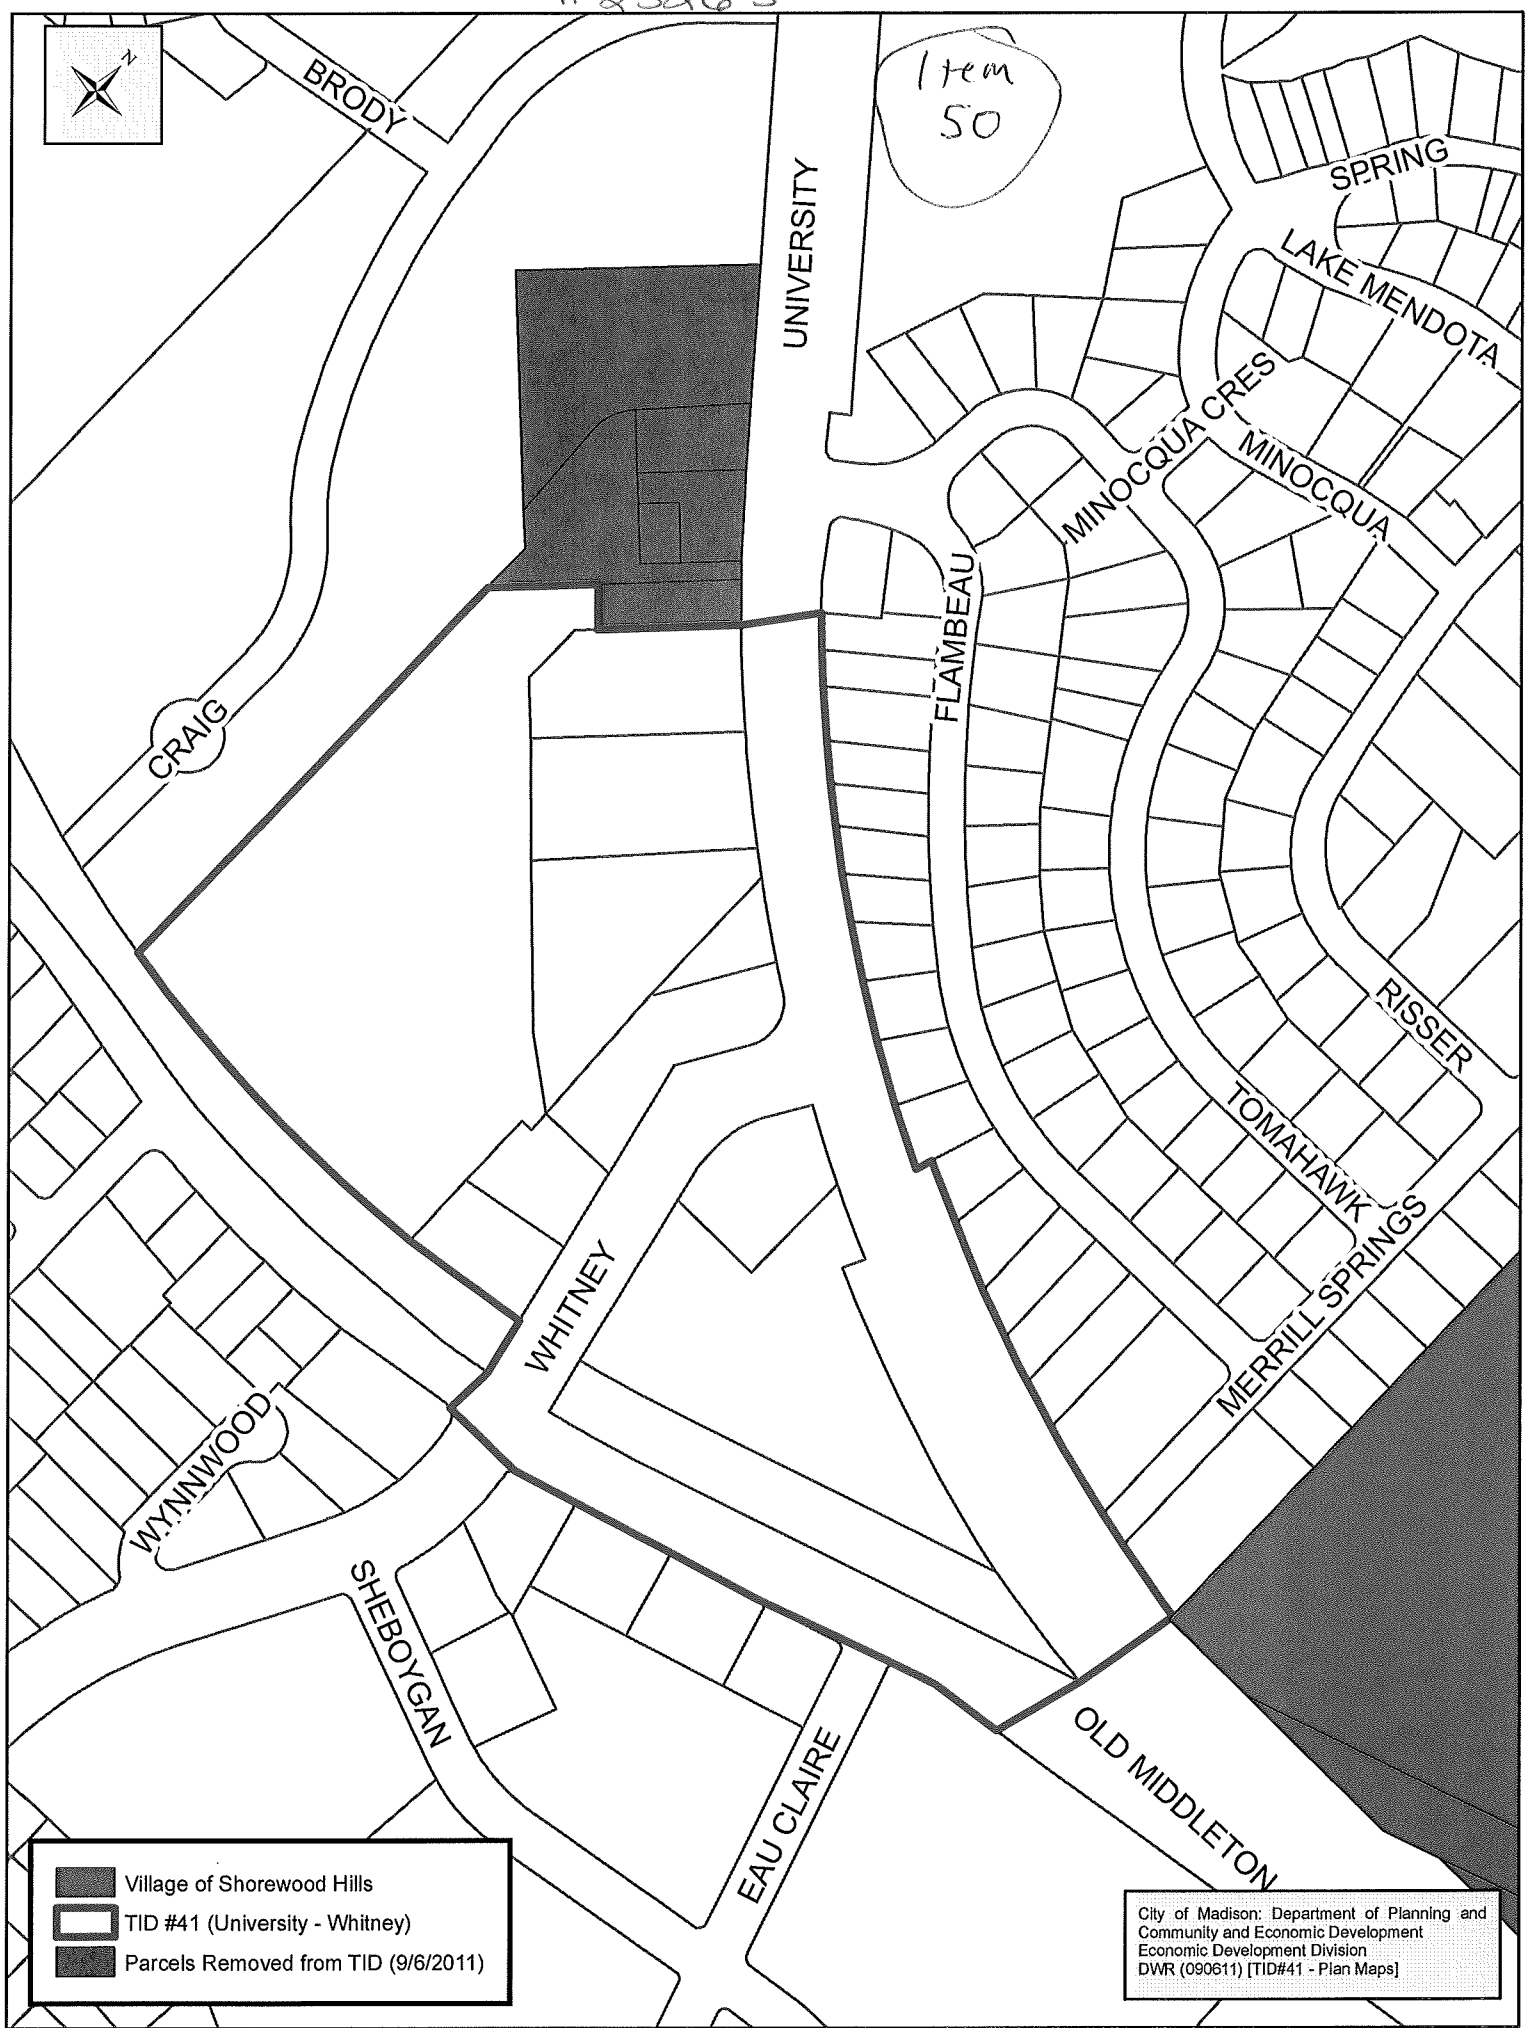 N
Item
50
BRODY
UNIVERSITY
SPRING
LAKE MENDOTA
MINOCQUA CRES
MINOCQUA
FLAMBEAU
CRAIG
RISSER
TOMAHAWK
MERRILL SPRINGS
WHITNEY
WYNNWOOD
SHEBOYGAN
EAU CLAIRE
OLD MIDDLETON
Village of Shorewood Hills
TID #41 (University - Whitney)
Parcels Removed from TID (9/6/2011)
City of Madison: Department of Planning and
Community and Economic Development
Economic Development Division
DWR (090611) [TID#41 - Plan Maps]